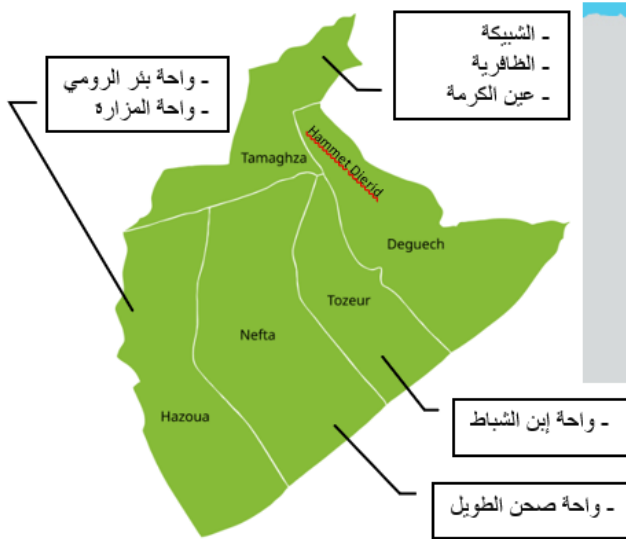 - الشبيكة
- الظافرية
- عين الكرمة
- واحة بئر الرومي
- واحة المزارة
Hammet Djerid
Tamaghza
Deguech
Tozeur
Nefta
Hazoua
- واحة إبن الشباط
- واحة صحن الطويل